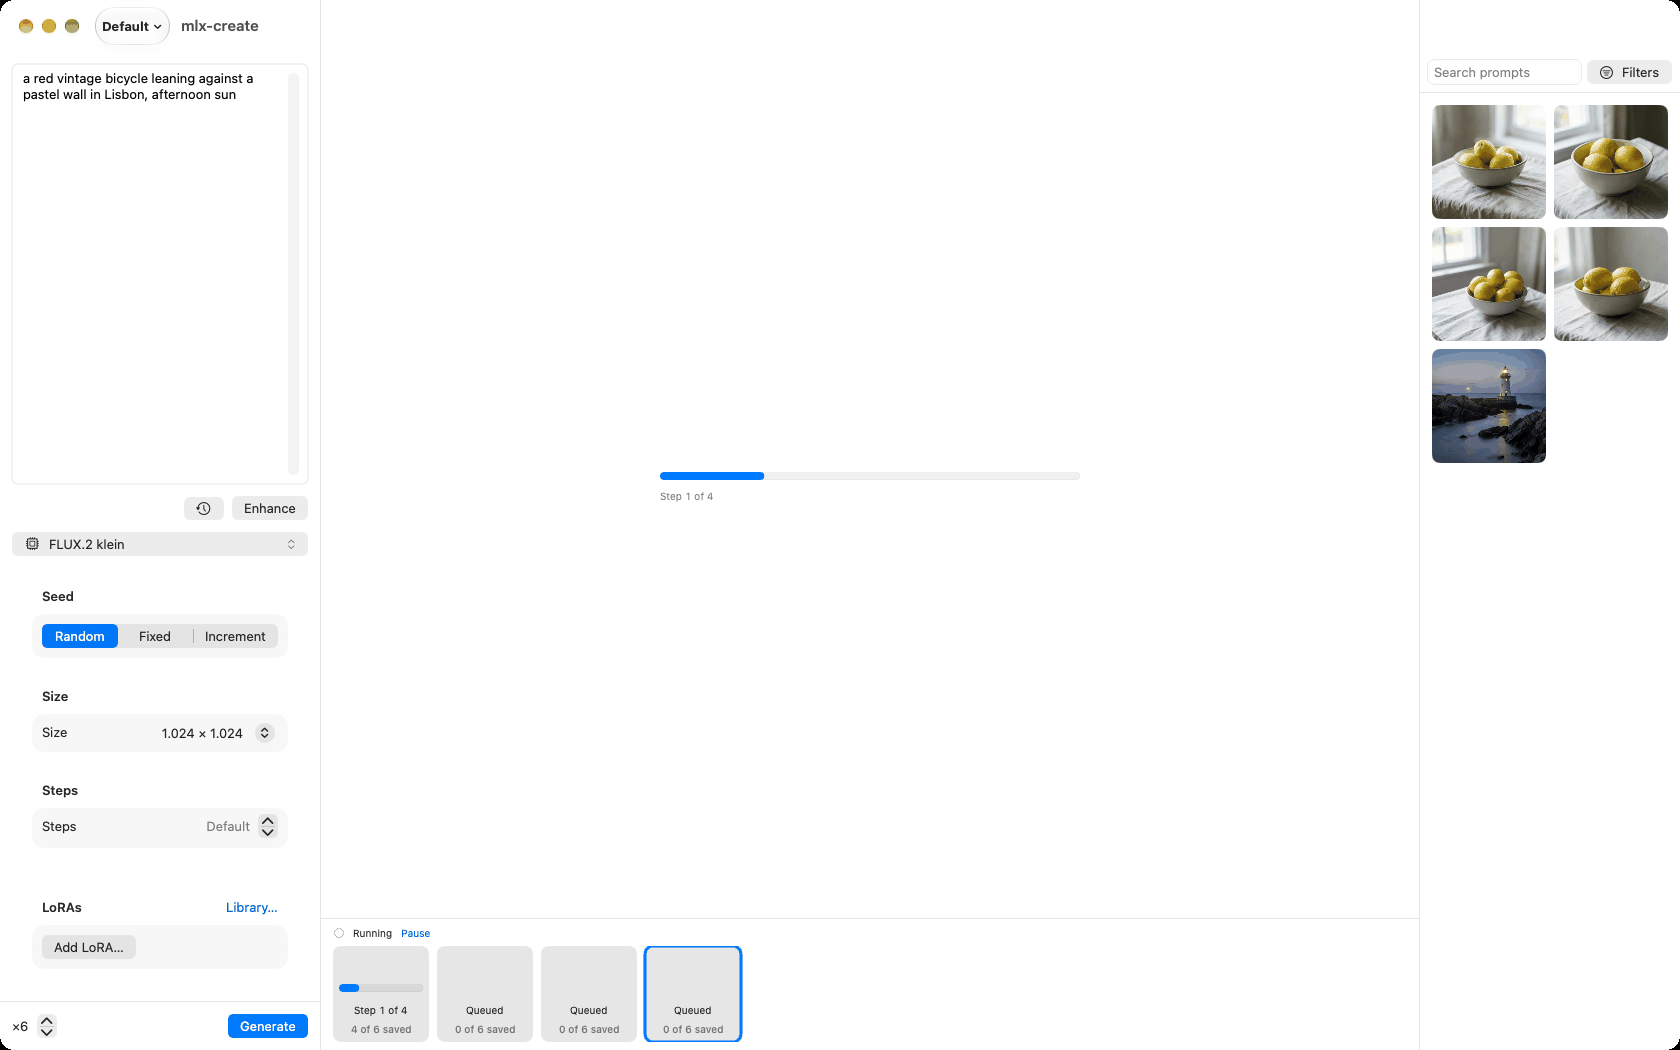 Default
mlx-create
a red vintage bicycle leaning against a
pastel wall in Lisbon, afternoon sun
Enhance
FLUX.2 klein
Seed
Random
Fixed
Increment
Size
Size
1.024 × 1.024
Steps
Steps
Default
LoRAs
Library...
Add LoRA...
×6
Generate
Step 1 of 4
Running
Pause
Step 1 of 4
4 of 6 saved
Queued
0 of 6 saved
Queued
0 of 6 saved
Queued
0 of 6 saved
Search prompts
Filters